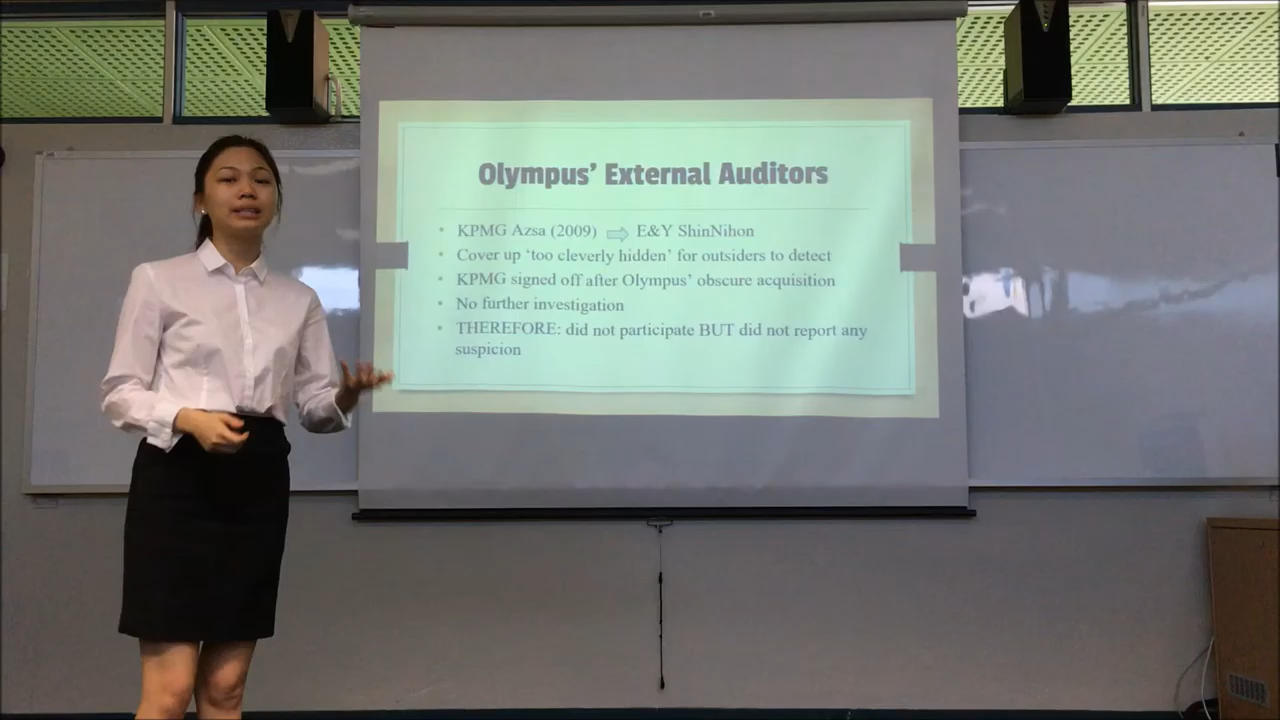 Olympus' External Auditors
• KPMG Azsa (2009) ⇨ E&Y ShinNihon
• Cover up 'too cleverly hidden' for outsiders to detect
• KPMG signed off after Olympus' obscure acquisition
• No further investigation
• THEREFORE: did not participate BUT did not report any
suspicion